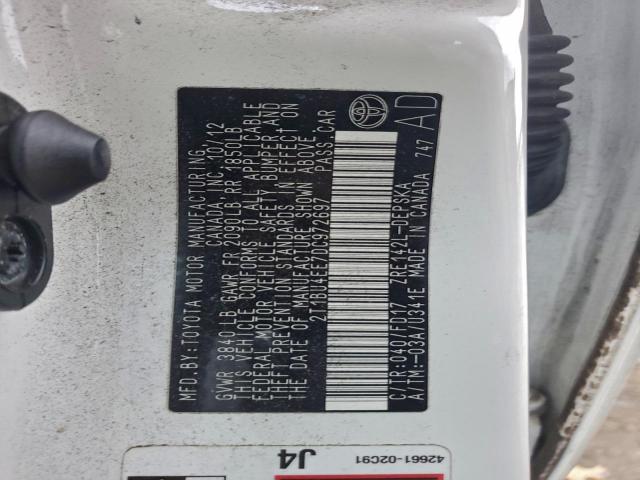 MFD.BY:TOYOTA MOTOR MANUFACTURING
CANADA, INC. 10/12
GVWR 3840 LB GAWR FR 2090LB RR 1850LB
THIS VEHICLE CONFORMS TO ALL APPLICABLE
FEDERAL MOTOR VEHICLE SAFETY, BUMPER, AND
THEFT PREVENTION STANDARDS IN EFFECT ON
THE DATE OF MANUFACTURE SHOWN ABOVE.
2T1BU4EE7DC972697 PASS CAR
C/TR:040/FD17 ZRE142L-DEPSKA
A/TM:-03A/U341E MADE IN CANADA 747
AD
42661-02C91
J4